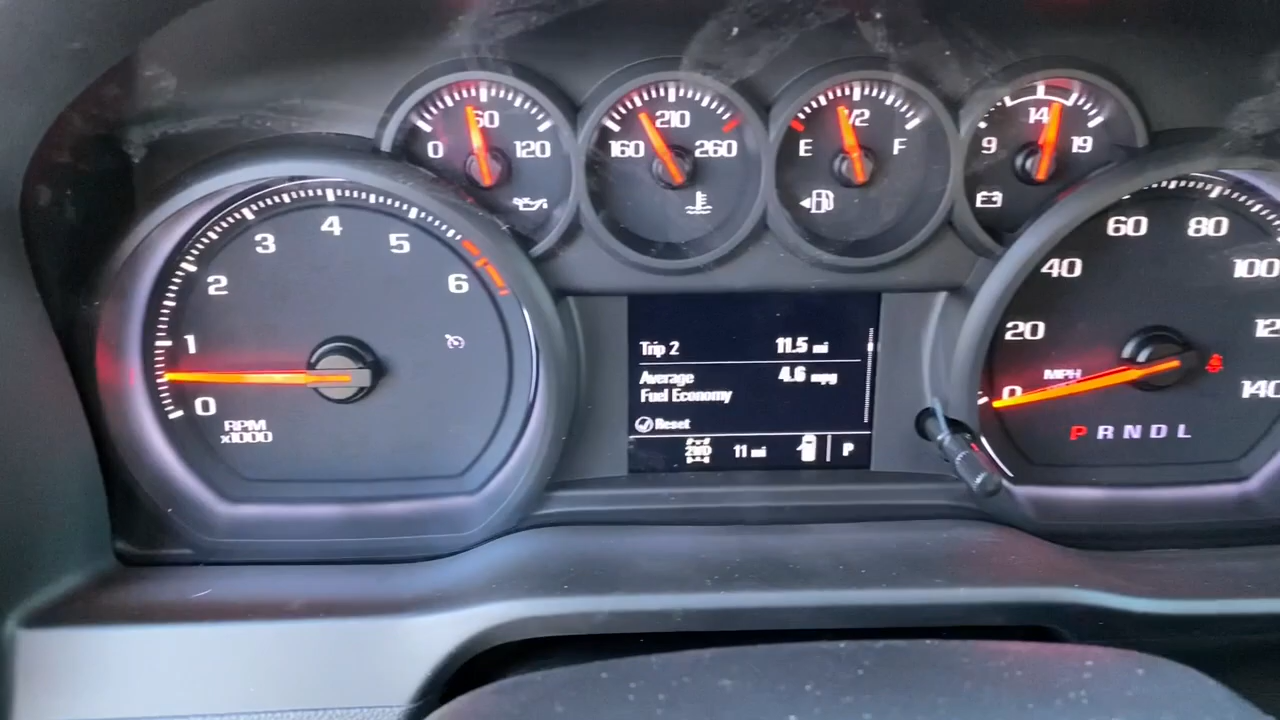 60
0 120
210
160 260
1/2
E F
14
9 19
4
3 5
2 6
1
0
RPM
x1000
Trip 2 11.5 mi
Average 4.6 mpg
Fuel Economy
Reset
2WD 11 mi P
60 80
40 100
20
MPH
0 140
P R N D L